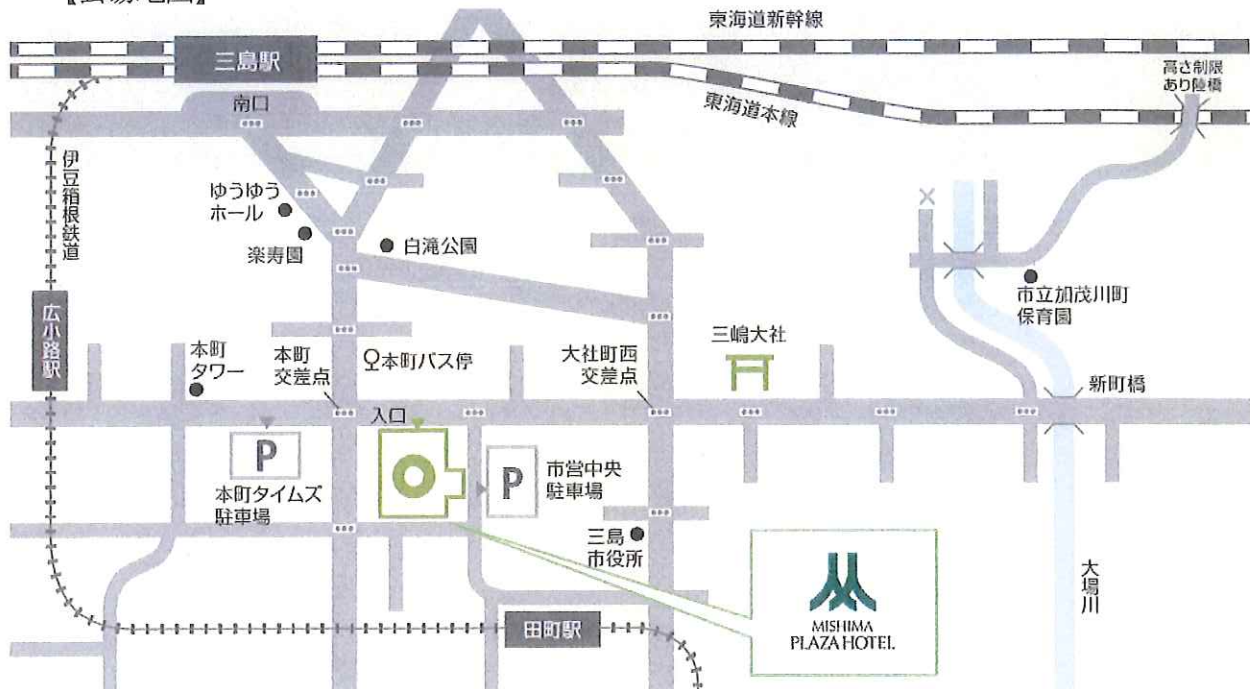 【会場地図】
東海道新幹線
三島駅
高さ制限
あり陸橋
南口
東海道本線
伊豆箱根鉄道
ゆうゆう
ホール
楽寿園
白滝公園
市立加茂川町
保育園
広小路駅
三嶋大社
本町
タワー
本町
交差点
本町バス停
大社町西
交差点
新町橋
入口
P
P
市営中央
駐車場
本町タイムズ
駐車場
三島
市役所
大場川
MISHIMA
PLAZA HOTEL
田町駅